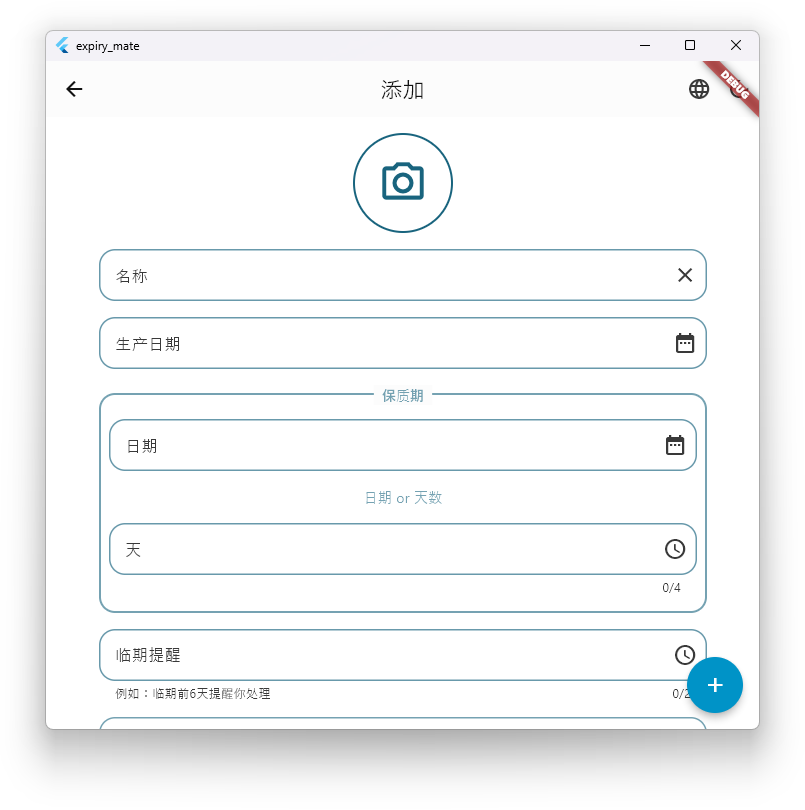 expiry_mate
添加
DEBUG
名称
生产日期
保质期
日期
日期 or 天数
天
0/4
临期提醒
例如：临期前6天提醒你处理
0/2